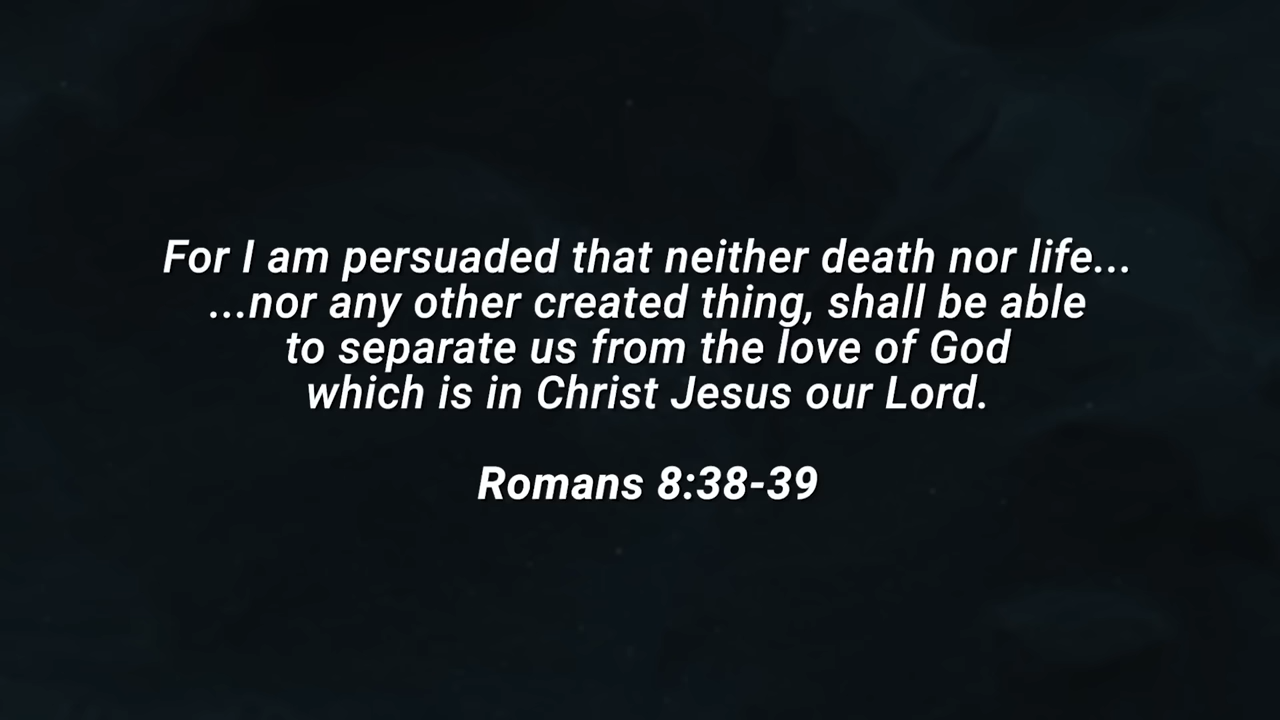 For I am persuaded that neither death nor life...
...nor any other created thing, shall be able
to separate us from the love of God
which is in Christ Jesus our Lord.
Romans 8:38-39